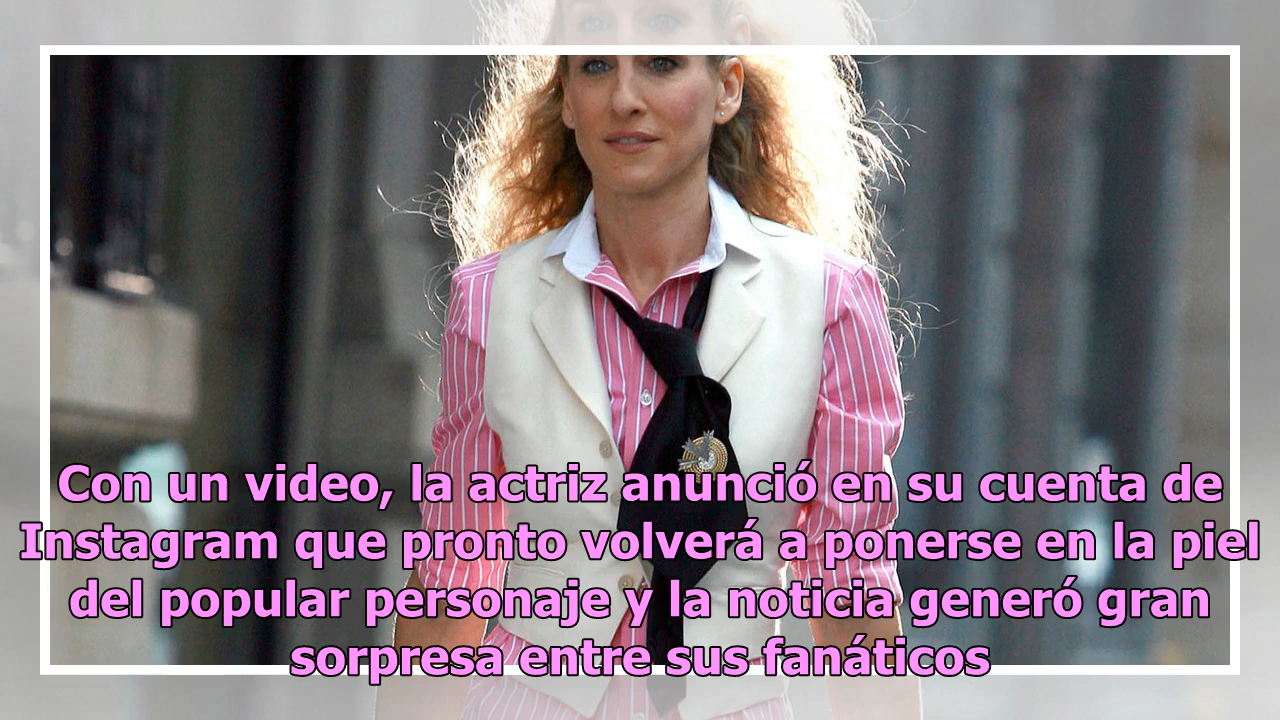 Con un video, la actriz anunció en su cuenta de
Instagram que pronto volverá a ponerse en la piel
del popular personaje y la noticia generó gran
sorpresa entre sus fanáticos